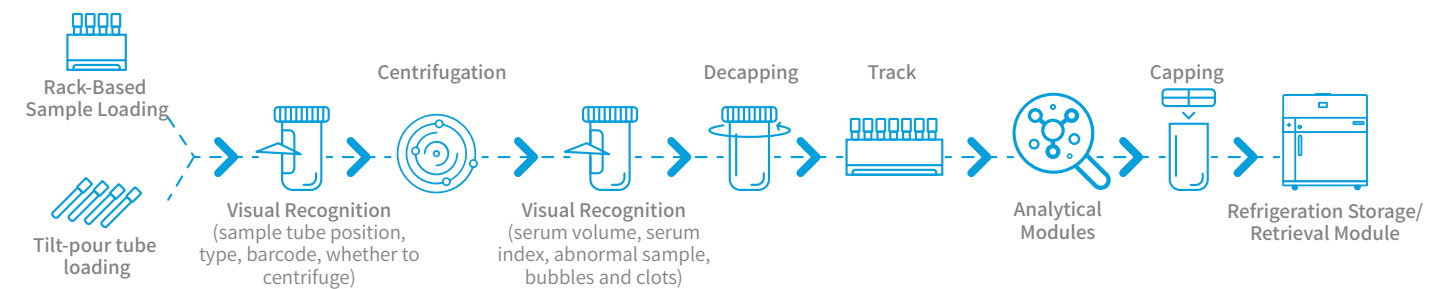 Rack-Based
Sample Loading
Tilt-pour tube
loading
Visual Recognition
(sample tube position,
type, barcode, whether to
centrifuge)
Centrifugation
Visual Recognition
(serum volume, serum
index, abnormal sample,
bubbles and clots)
Decapping
Track
Analytical
Modules
Capping
Refrigeration Storage/
Retrieval Module